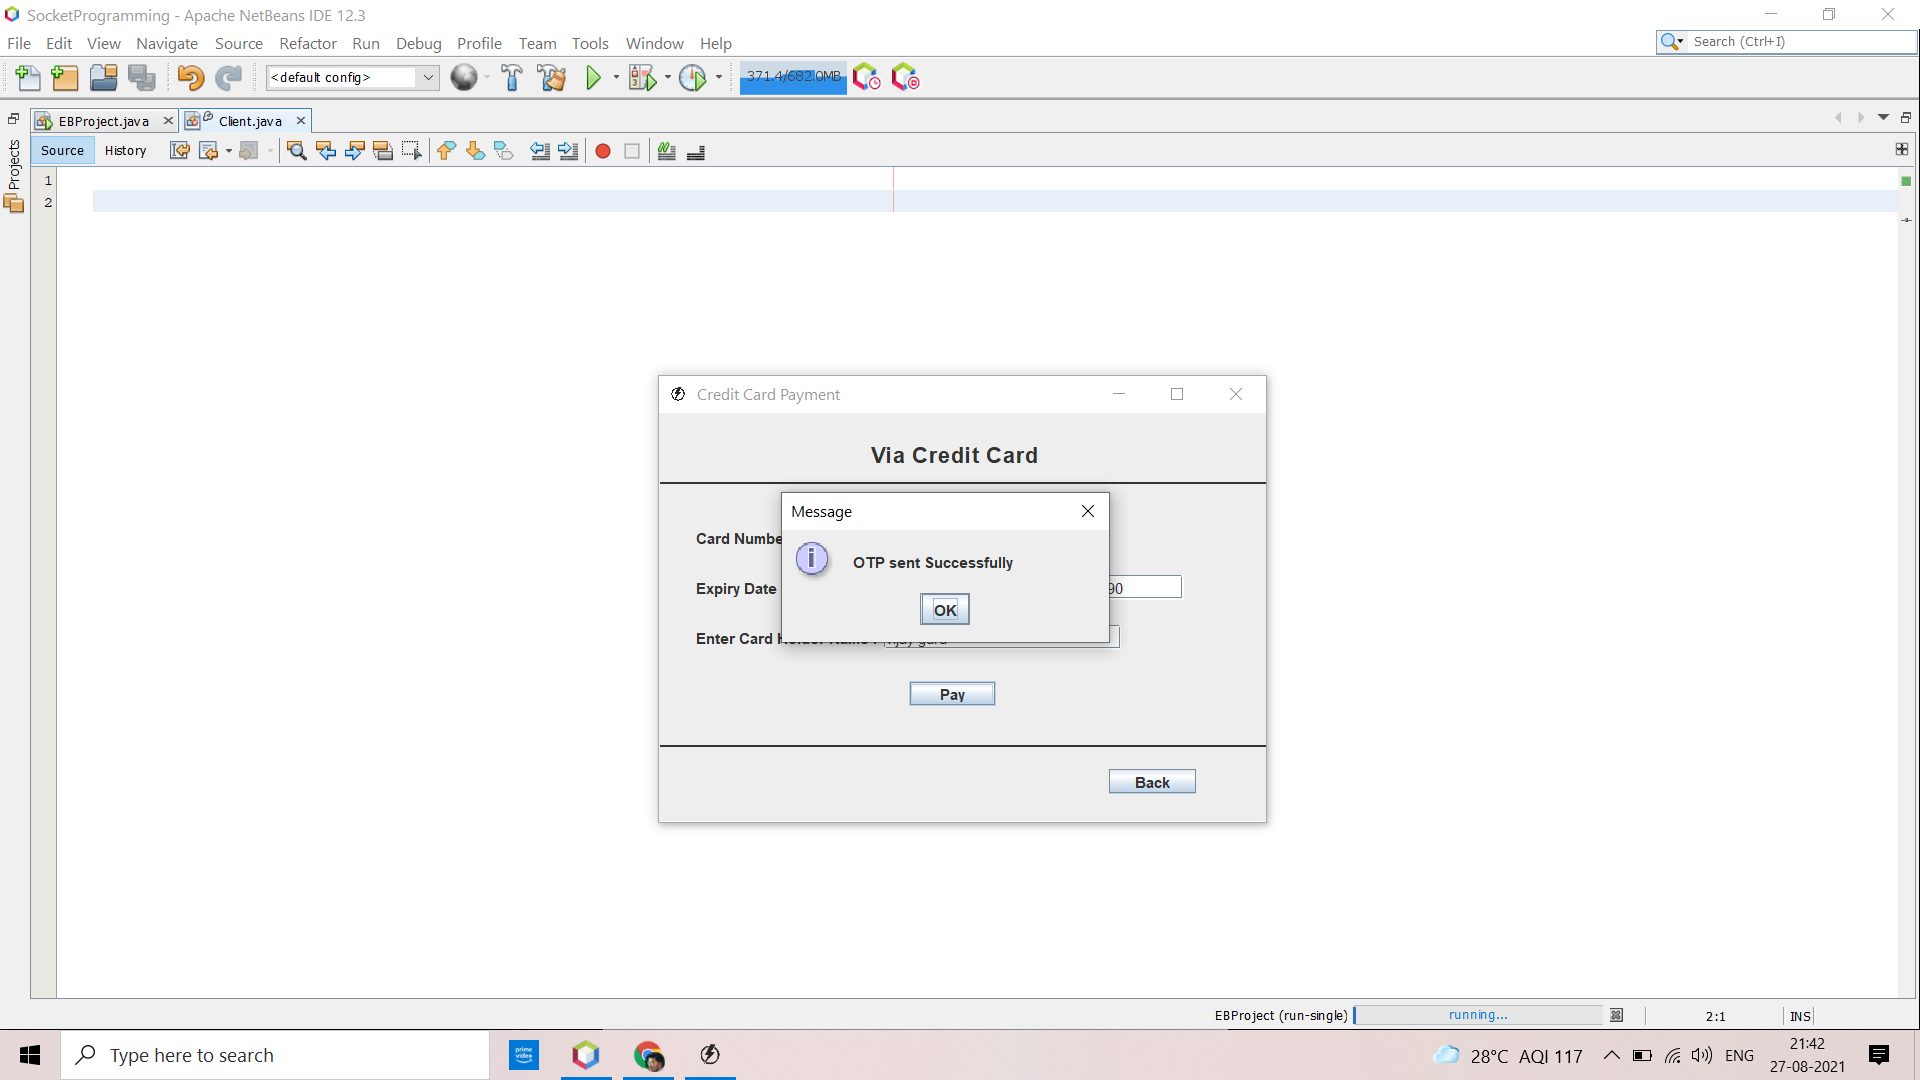 SocketProgramming - Apache NetBeans IDE 12.3
File Edit View Navigate Source Refactor Run Debug Profile Team Tools Window Help
Search (Ctrl+I)
<default config>
371.4/682.0MB
Projects
EBProject.java
Client.java
Source
History
1
2
Credit Card Payment
Via Credit Card
Message
OTP sent Successfully
OK
Card Numbe
Expiry Date
90
Enter Card
Pay
Back
EBProject (run-single)
running...
2:1
INS
Type here to search
prime video
28°C AQI 117
ENG
21:42
27-08-2021